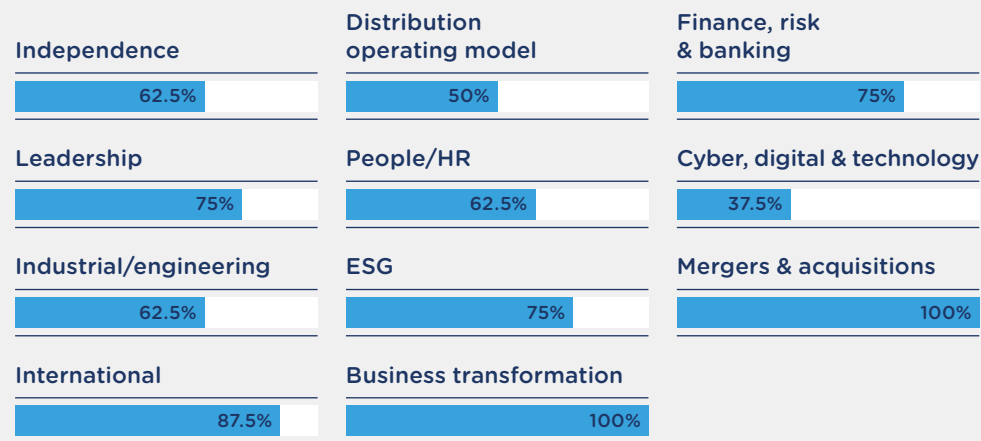 Independence
62.5%
Distribution
operating model
50%
Finance, risk
& banking
75%
Leadership
75%
People/HR
62.5%
Cyber, digital & technology
37.5%
Industrial/engineering
62.5%
ESG
75%
Mergers & acquisitions
100%
International
87.5%
Business transformation
100%